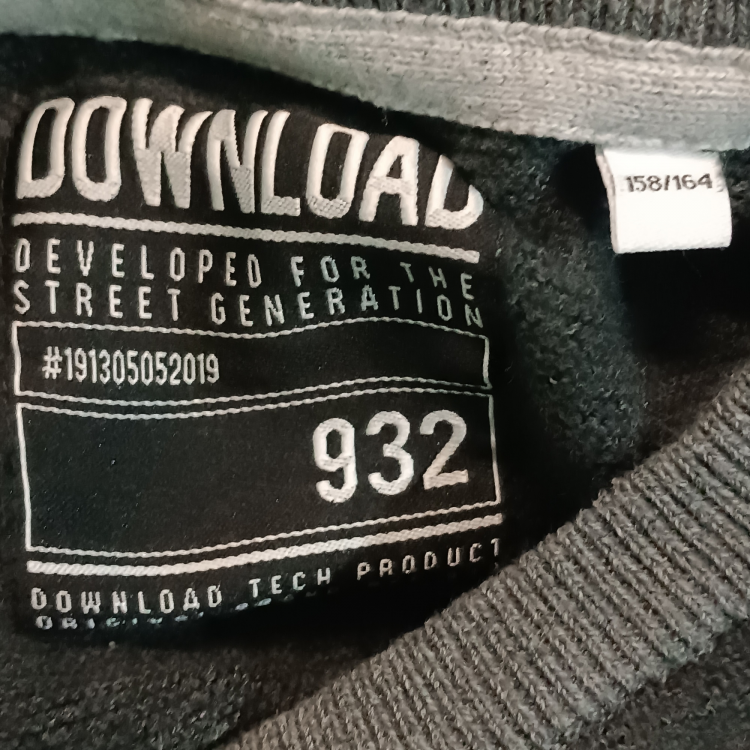 DOWNLOAD
DEVELOPED FOR THE
STREET GENERATION
#191305052019
932
DOWNLOAD TECH PRODUCT
158/164